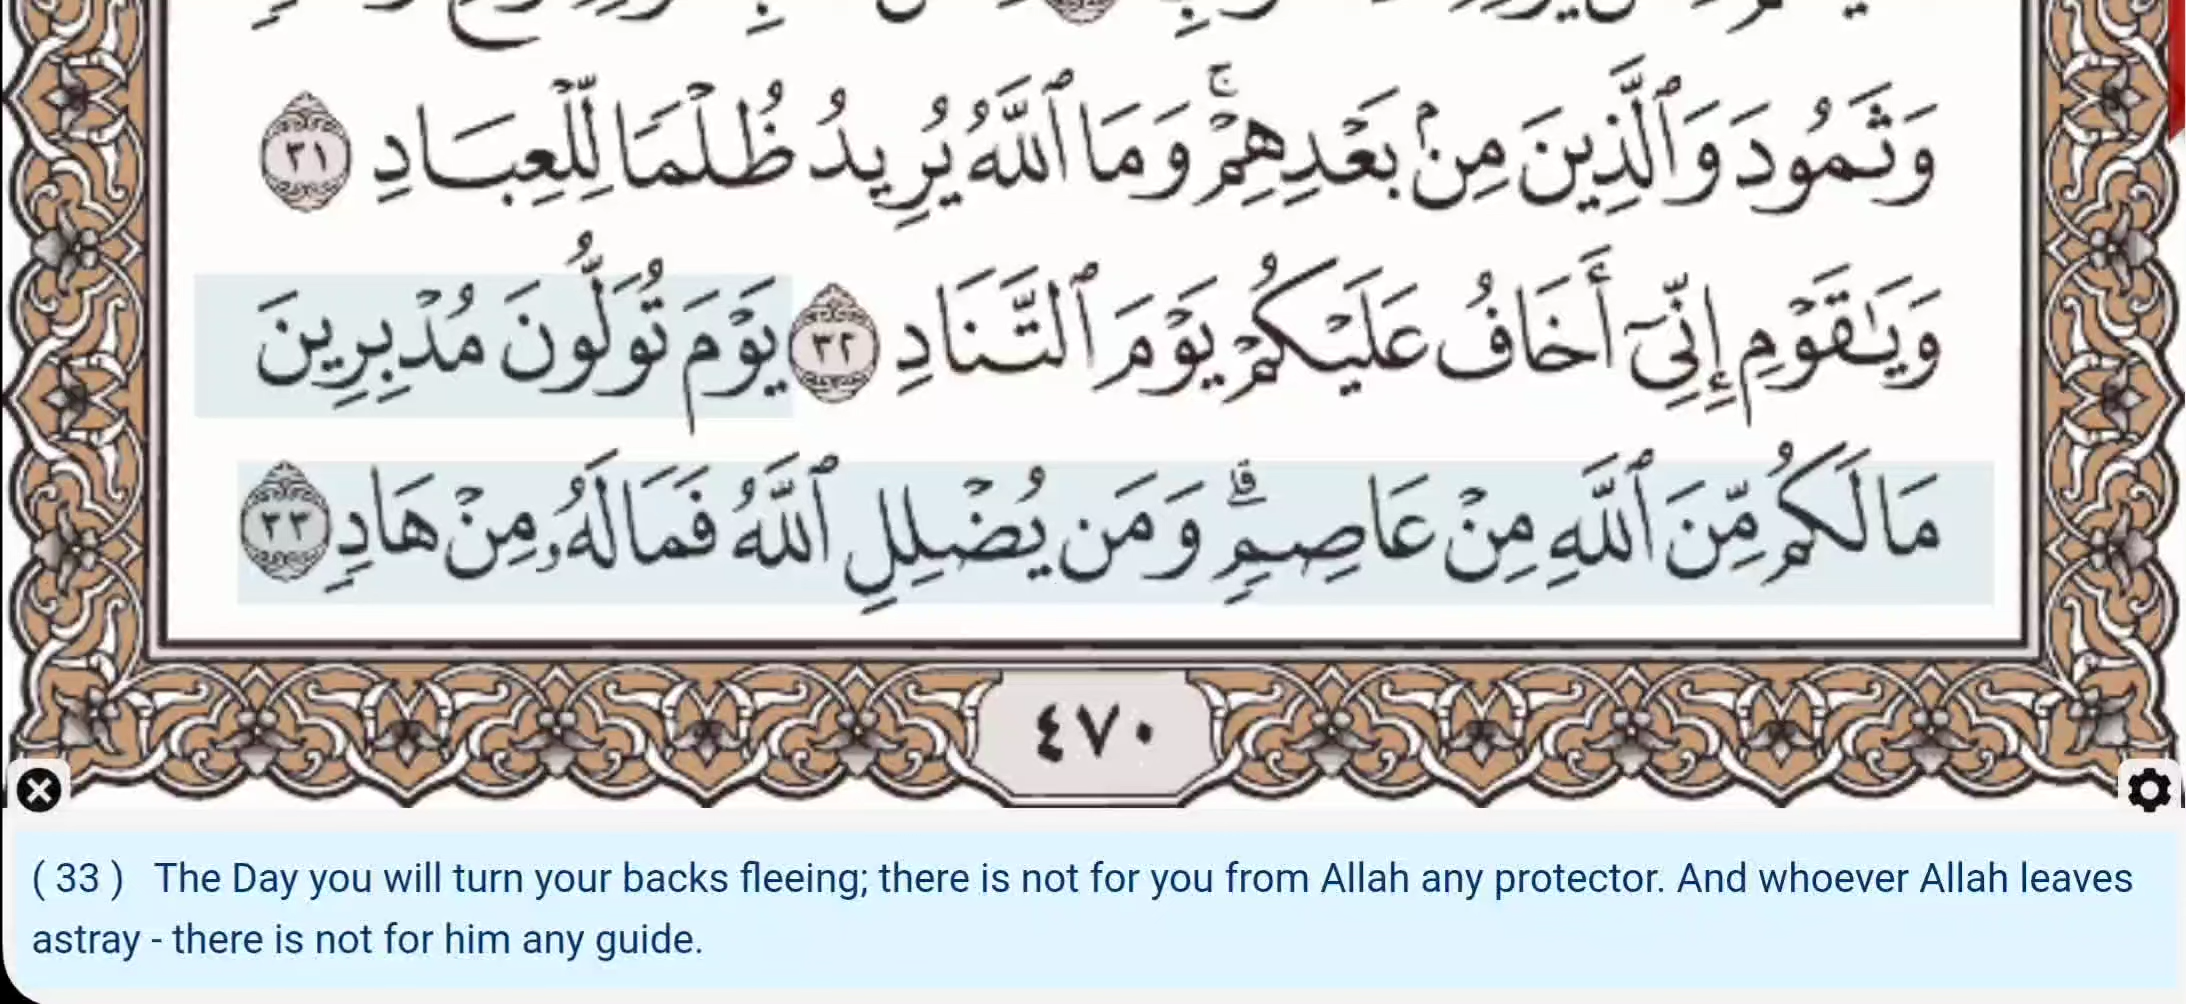 وَثَمُودَ وَٱلَّذِينَ مِنۢ بَعْدِهِمْ ۚ وَمَا ٱللَّهُ يُرِيدُ ظُلْمًا لِّلْعِبَادِ ٣١
وَيَـٰقَوْمِ إِنِّىٓ أَخَافُ عَلَيْكُمْ يَوْمَ ٱلتَّنَادِ ٣٢ يَوْمَ تُوَلُّونَ مُدْبِرِينَ
مَا لَكُم مِّنَ ٱللَّهِ مِنْ عَاصِمٍ ۗ وَمَن يُضْلِلِ ٱللَّهُ فَمَا لَهُۥ مِنْ هَادٍ ٣٣
٤٧٠
( 33 ) The Day you will turn your backs fleeing; there is not for you from Allah any protector. And whoever Allah leaves
astray - there is not for him any guide.